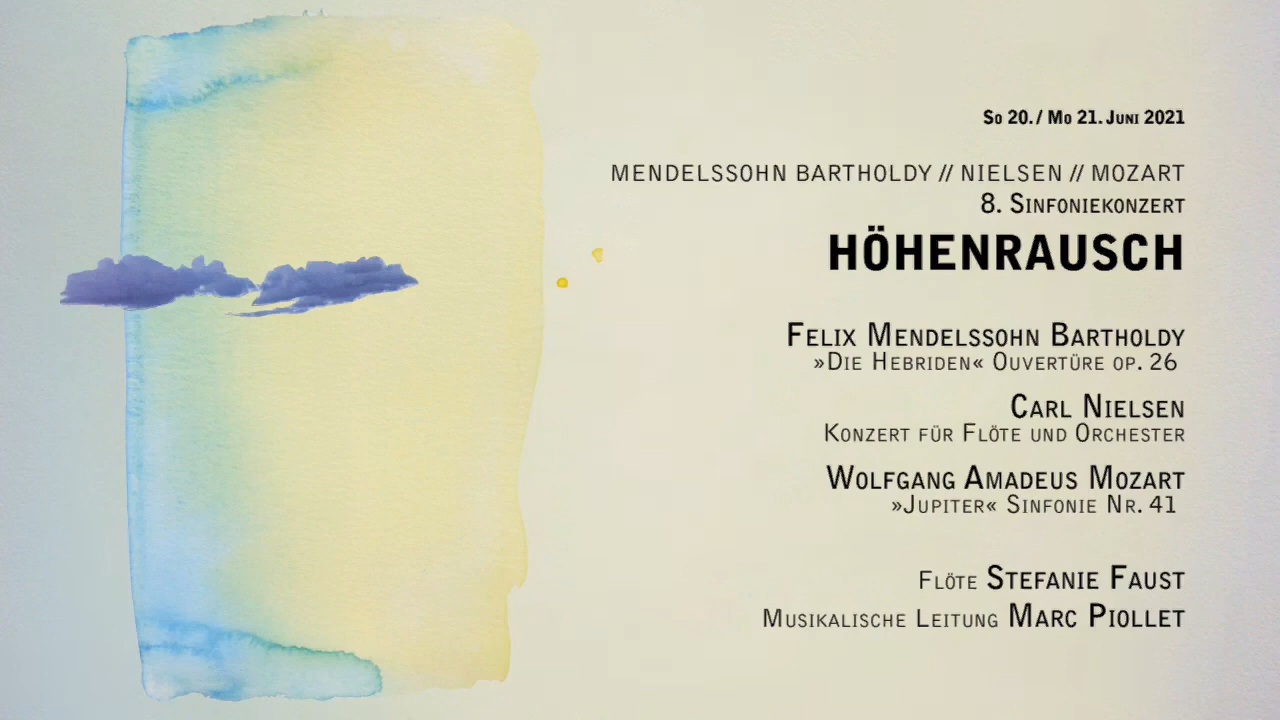 So 20. / Mo 21. Juni 2021
MENDELSSOHN BARTHOLDY // NIELSEN // MOZART
8. Sinfoniekonzert
HÖHENRAUSCH
Felix Mendelssohn Bartholdy
»Die Hebriden« Ouvertüre op. 26
Carl Nielsen
Konzert für Flöte und Orchester
Wolfgang Amadeus Mozart
»Jupiter« Sinfonie Nr. 41
Flöte Stefanie Faust
Musikalische Leitung Marc Piollet